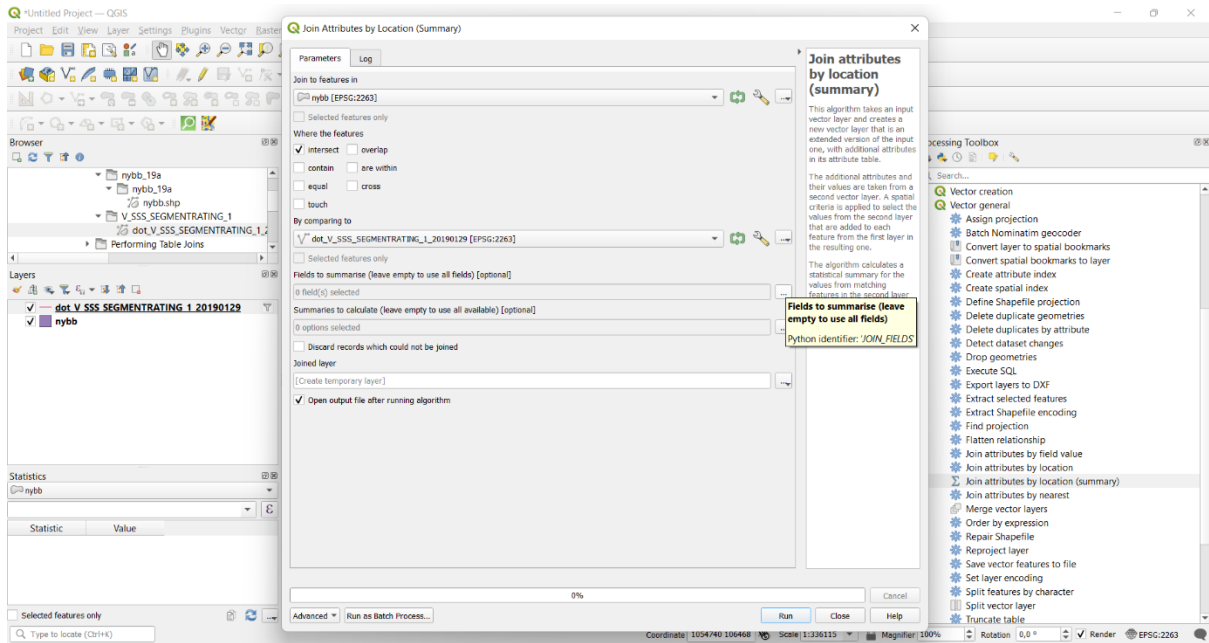 *Untitled Project — QGIS
Project Edit View Layer Settings Plugins Vector Raster
Browser
nybb_19a
nybb_19a
nybb.shp
V_SSS_SEGMENTRATING_1
dot_V_SSS_SEGMENTRATING_1_2
Performing Table Joins
Layers
dot_V_SSS_SEGMENTRATING_1_20190129
nybb
Statistics
nybb
Statistic Value
Selected features only
Type to locate (Ctrl+K)
Join Attributes by Location (Summary)
Parameters Log
Join to features in
nybb [EPSG:2263]
Selected features only
Where the features
intersect overlap
contain are within
equal cross
touch
By comparing to
dot_V_SSS_SEGMENTRATING_1_20190129 [EPSG:2263]
Selected features only
Fields to summarise (leave empty to use all fields) [optional]
0 field(s) selected
Summaries to calculate (leave empty to use all available) [optional]
0 options selected
Discard records which could not be joined
Joined layer
[Create temporary layer]
Open output file after running algorithm
0%
Cancel
Advanced Run as Batch Process...
Run Close Help
Join attributes
by location
(summary)
This algorithm takes an input
vector layer and creates a
new vector layer that is an
extended version of the input
one, with additional attributes
in its attribute table.
The additional attributes and
their values are taken from a
second vector layer. A spatial
criteria is applied to select the
values from the second layer
that are added to each
feature from the first layer in
the resulting one.
The algorithm calculates a
statistical summary for the
values from matching
features in the second layer
Fields to summarise (leave
empty to use all fields)
Python identifier: 'JOIN_FIELDS'
ocessing Toolbox
Search...
Vector creation
Vector general
Assign projection
Batch Nominatim geocoder
Convert layer to spatial bookmarks
Convert spatial bookmarks to layer
Create attribute index
Create spatial index
Define Shapefile projection
Delete duplicate geometries
Delete duplicates by attribute
Detect dataset changes
Drop geometries
Execute SQL
Export layers to DXF
Extract selected features
Extract Shapefile encoding
Find projection
Flatten relationship
Join attributes by field value
Join attributes by location
Join attributes by location (summary)
Join attributes by nearest
Merge vector layers
Order by expression
Repair Shapefile
Reproject layer
Save vector features to file
Set layer encoding
Split features by character
Split vector layer
Truncate table
Coordinate 1054740 106468 Scale 1:336115 Magnifier 100% Rotation 0,0 ° Render EPSG:2263